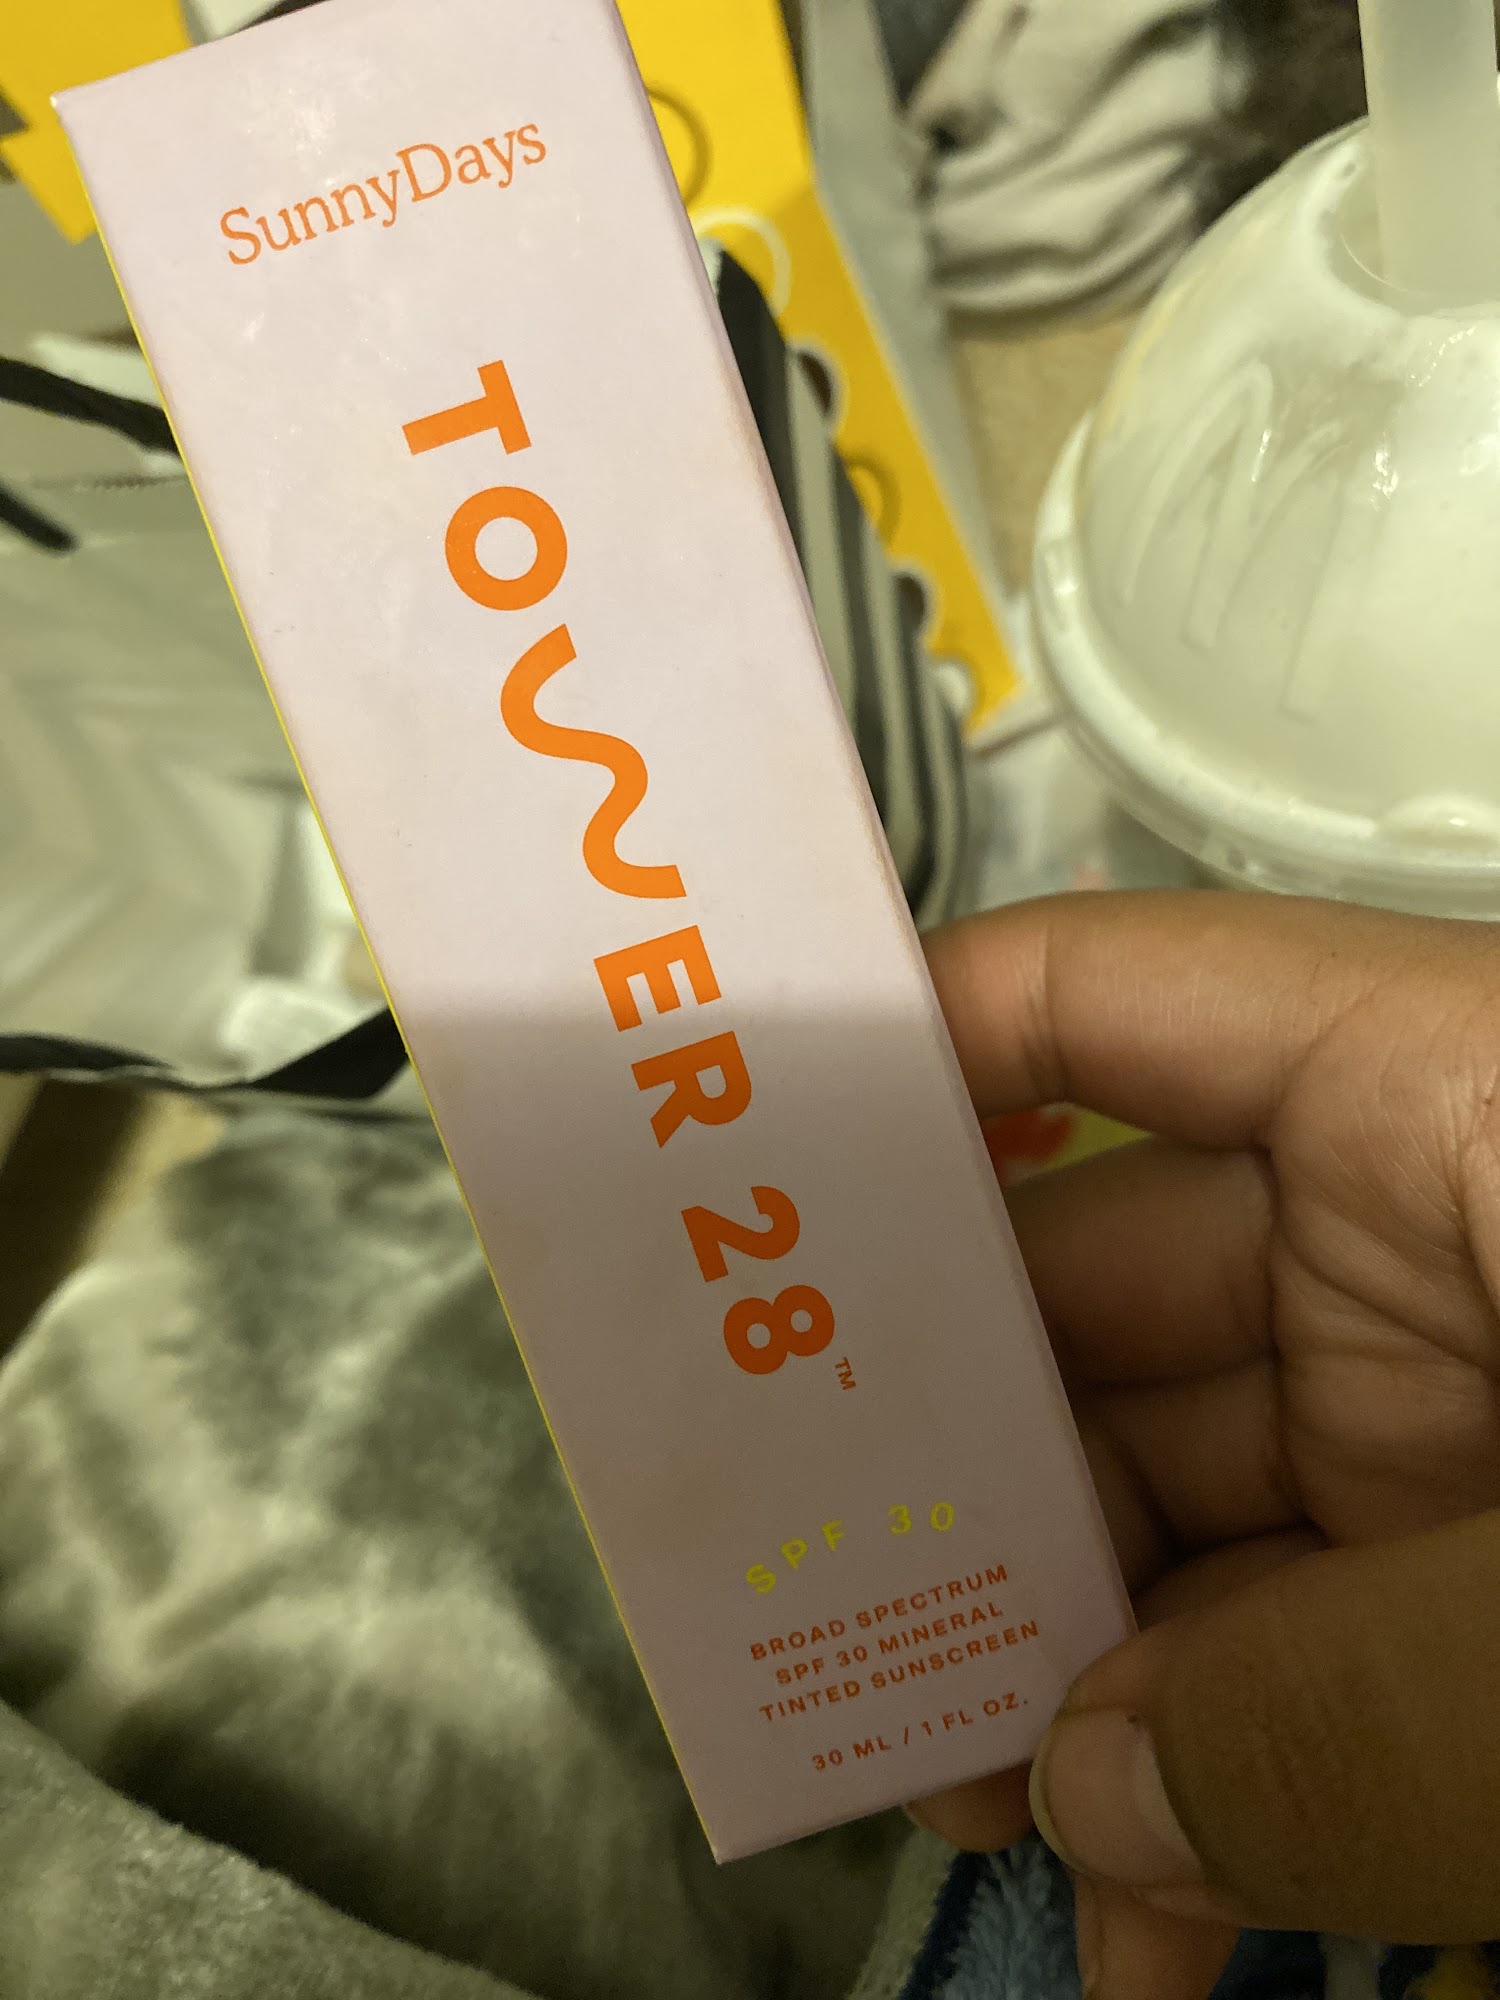 SunnyDays
TOWER 28™
SPF 30
BROAD SPECTRUM
SPF 30 MINERAL
TINTED SUNSCREEN
30 ML / 1 FL OZ.